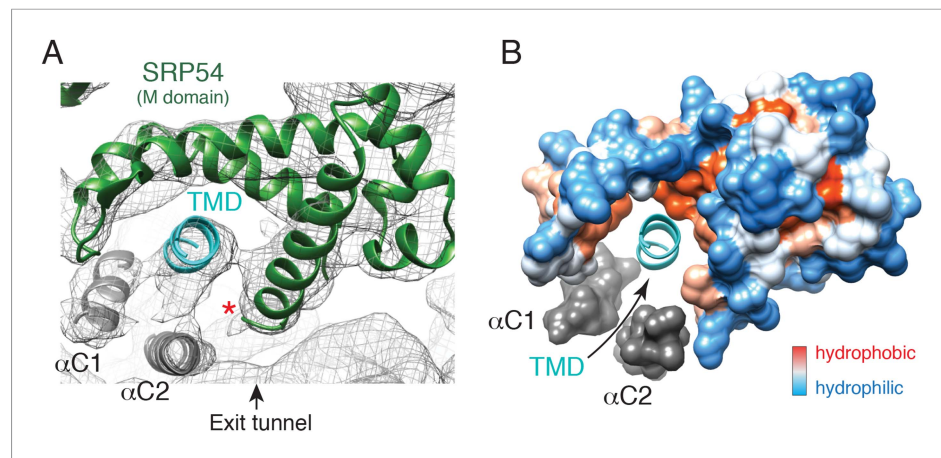 A
SRP54
(M domain)
TMD
*
αC1
αC2
Exit tunnel
B
αC1
TMD
αC2
hydrophobic
hydrophilic